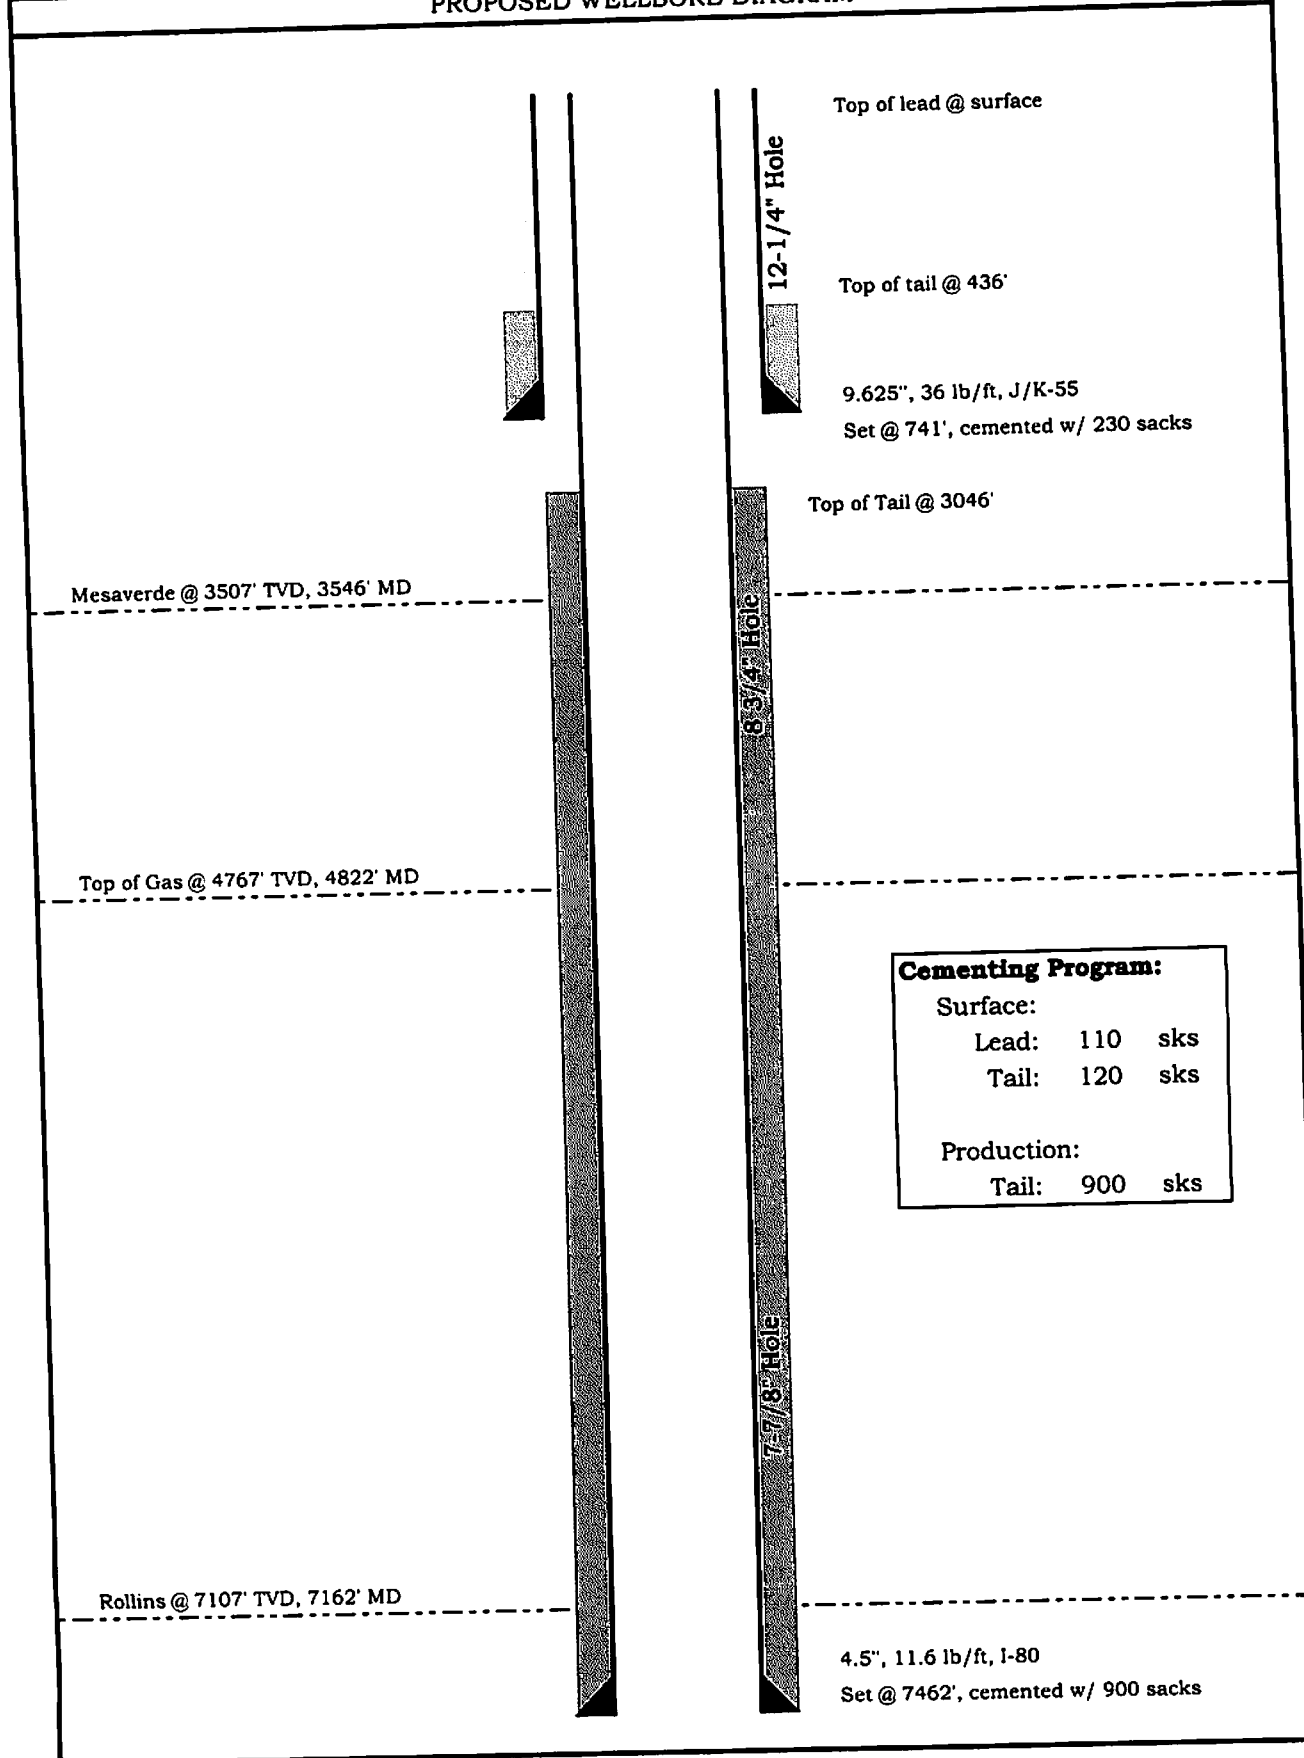 PROPOSED WELLBORE DIAGRAM
Top of lead @ surface
12-1/4" Hole
Top of tail @ 436'
9.625", 36 lb/ft, J/K-55
Set @ 741', cemented w/ 230 sacks
Top of Tail @ 3046'
Mesaverde @ 3507' TVD, 3546' MD
8 3/4" Hole
Top of Gas @ 4767' TVD, 4822' MD
Cementing Program:
Surface:
Lead: 110 sks
Tail: 120 sks
Production:
Tail: 900 sks
7-7/8" Hole
Rollins @ 7107' TVD, 7162' MD
4.5", 11.6 lb/ft, I-80
Set @ 7462', cemented w/ 900 sacks